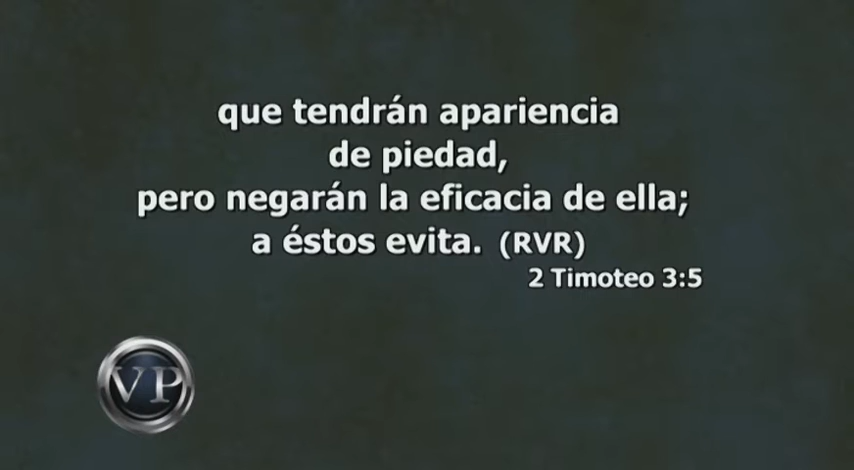 que tendrán apariencia
de piedad,
pero negarán la eficacia de ella;
a éstos evita. (RVR)
2 Timoteo 3:5
VP